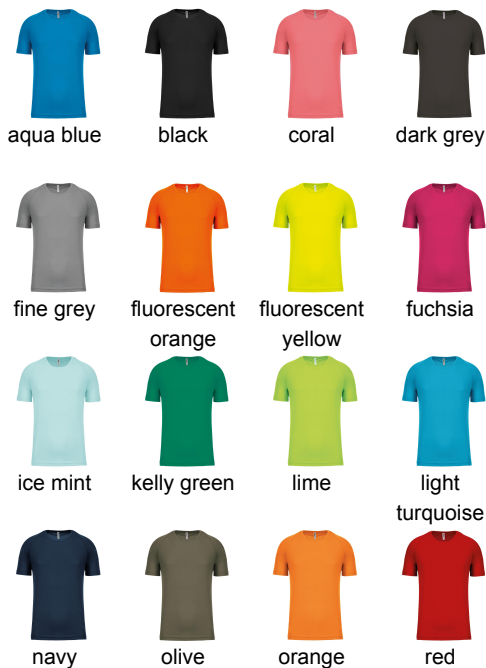 aqua blue
black
coral
dark grey
fine grey
fluorescent
orange
fluorescent
yellow
fuchsia
ice mint
kelly green
lime
light
turquoise
navy
olive
orange
red